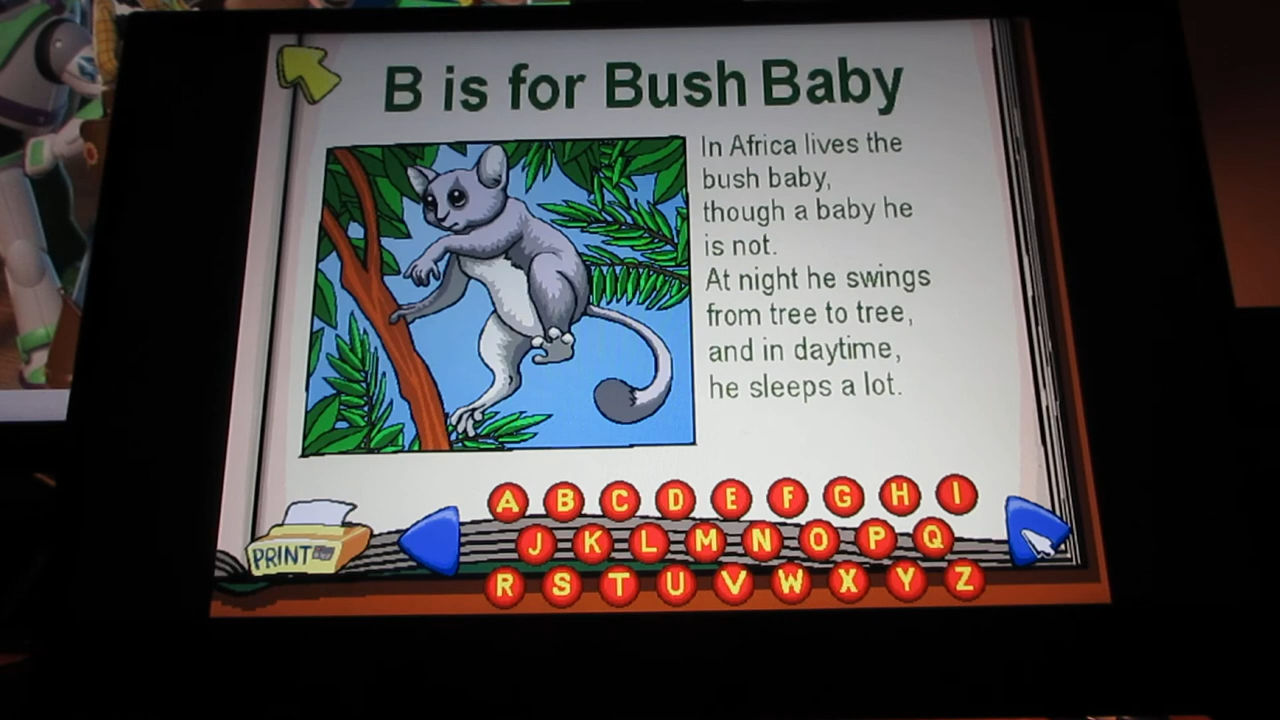 B is for Bush Baby
In Africa lives the
bush baby,
though a baby he
is not.
At night he swings
from tree to tree,
and in daytime,
he sleeps a lot.
A B C D E F G H I
PRINT J K L M N O P Q
R S T U V W X Y Z